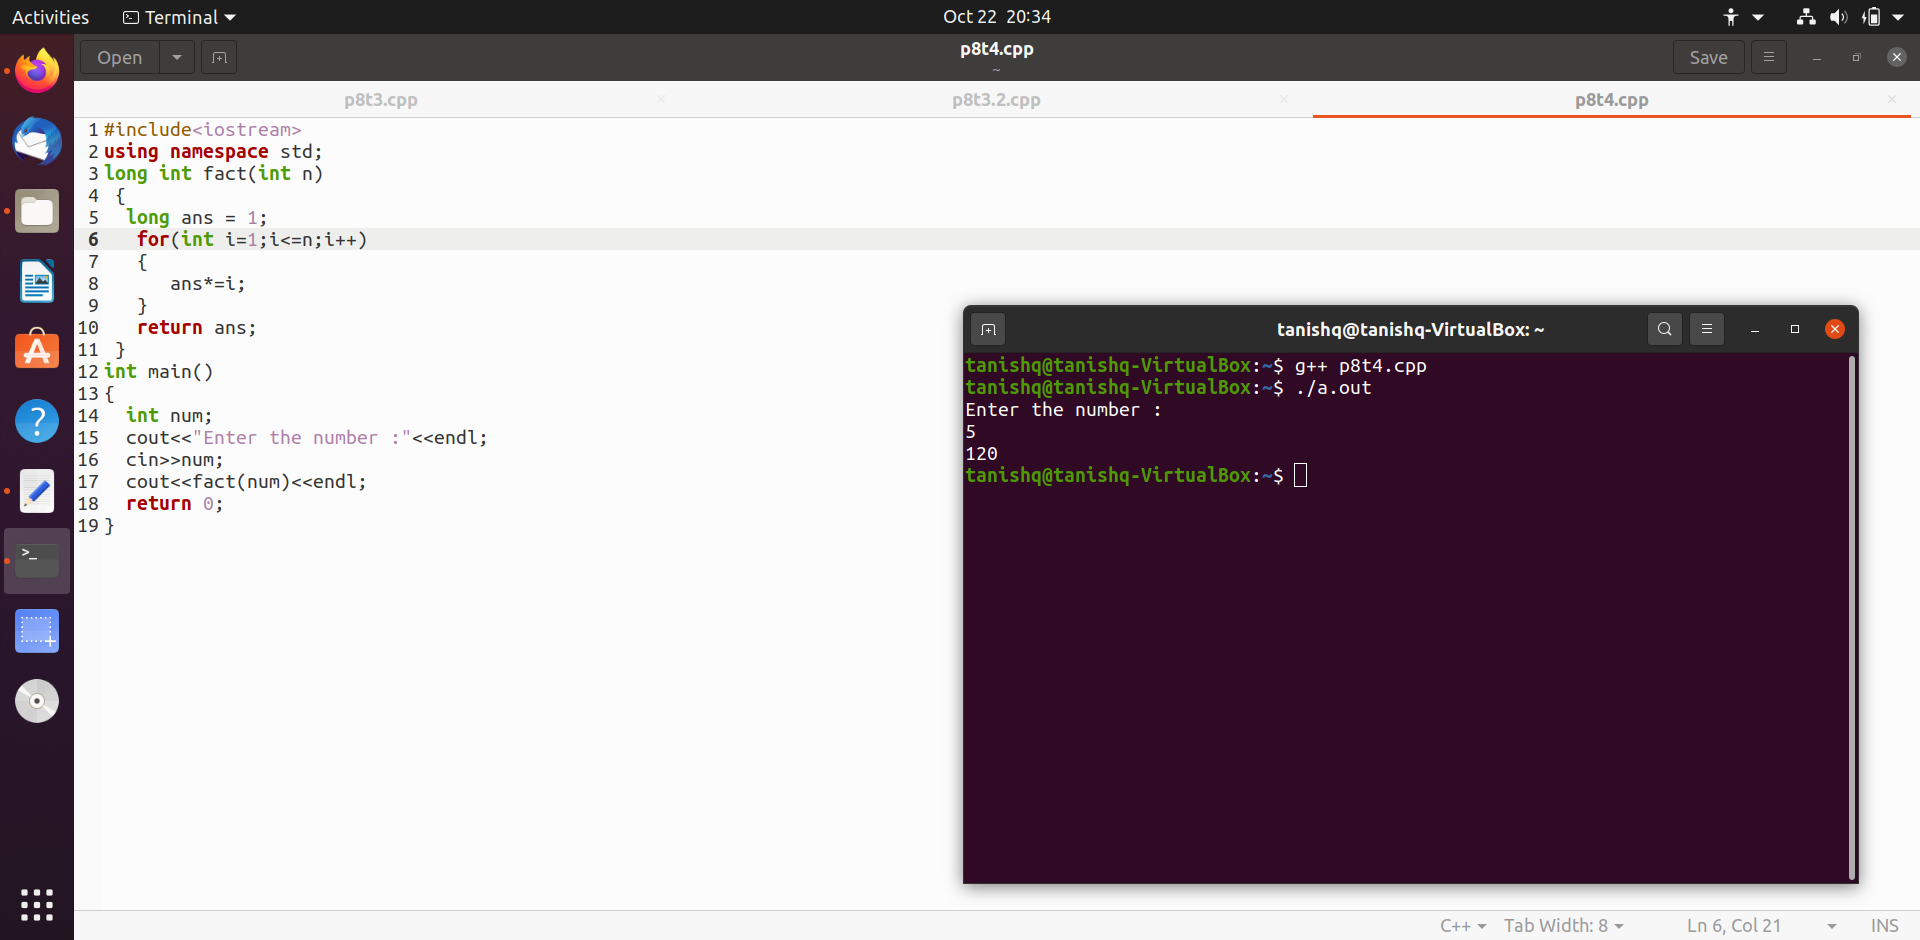 Activities Terminal Oct 22 20:34
Open p8t4.cpp Save
~
p8t3.cpp p8t3.2.cpp p8t4.cpp
1 #include<iostream>
2 using namespace std;
3 long int fact(int n)
4 {
5 long ans = 1;
6 for(int i=1;i<=n;i++)
7 {
8 ans*=i;
9 }
10 return ans;
11 }
12 int main()
13 {
14 int num;
15 cout<<"Enter the number :"<<endl;
16 cin>>num;
17 cout<<fact(num)<<endl;
18 return 0;
19 }
tanishq@tanishq-VirtualBox: ~
tanishq@tanishq-VirtualBox:~$ g++ p8t4.cpp
tanishq@tanishq-VirtualBox:~$ ./a.out
Enter the number :
5
120
tanishq@tanishq-VirtualBox:~$
C++ Tab Width: 8 Ln 6, Col 21 INS